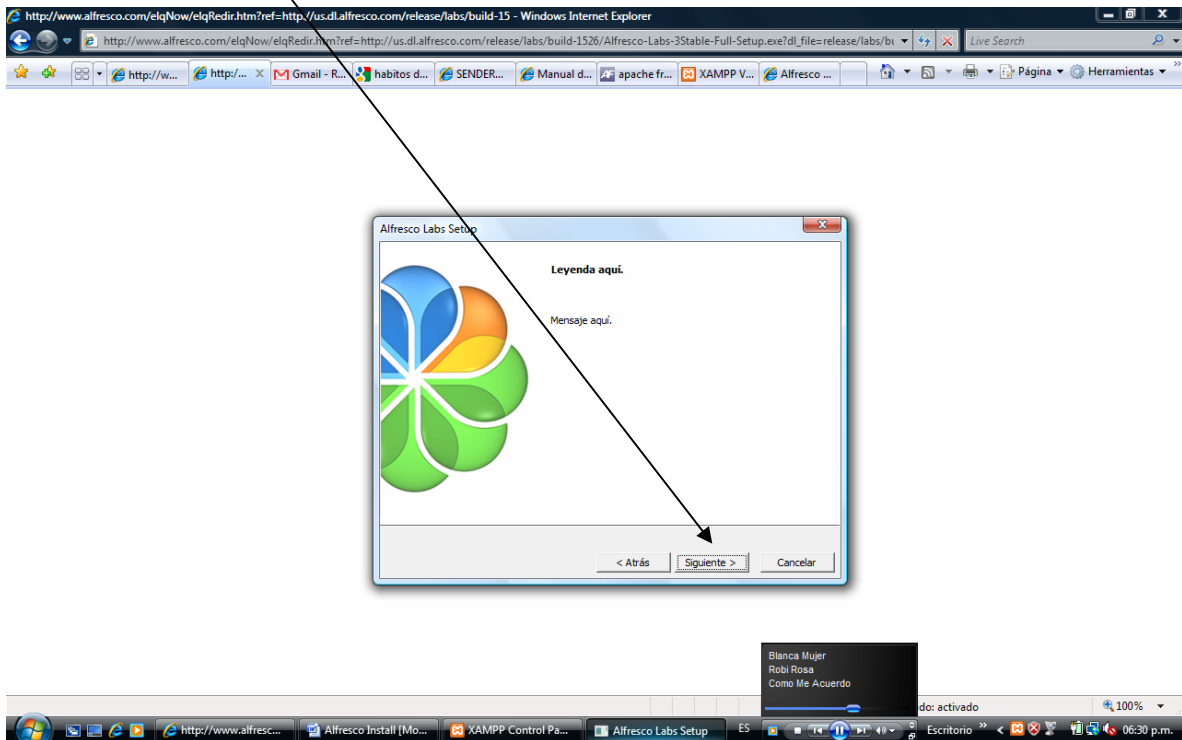 http://www.alfresco.com/elqNow/elqRedir.htm?ref=http://us.dl.alfresco.com/release/labs/build-15 - Windows Internet Explorer
http://www.alfresco.com/elqNow/elqRedir.htm?ref=http://us.dl.alfresco.com/release/labs/build-1526/Alfresco-Labs-3Stable-Full-Setup.exe?dl_file=release/labs/bu
Live Search
http://w... http:/... X Gmail - R... habitos d... SENDER... Manual d... apache fr... XAMPP V... Alfresco ... Página Herramientas »
Alfresco Labs Setup
Leyenda aquí.
Mensaje aquí.
< Atrás Siguiente > Cancelar
Blanca Mujer
Robi Rosa
Como Me Acuerdo
do: activado 100%
http://www.alfresc... Alfresco Install [Mo... XAMPP Control Pa... Alfresco Labs Setup ES Escritorio » < 06:30 p.m.